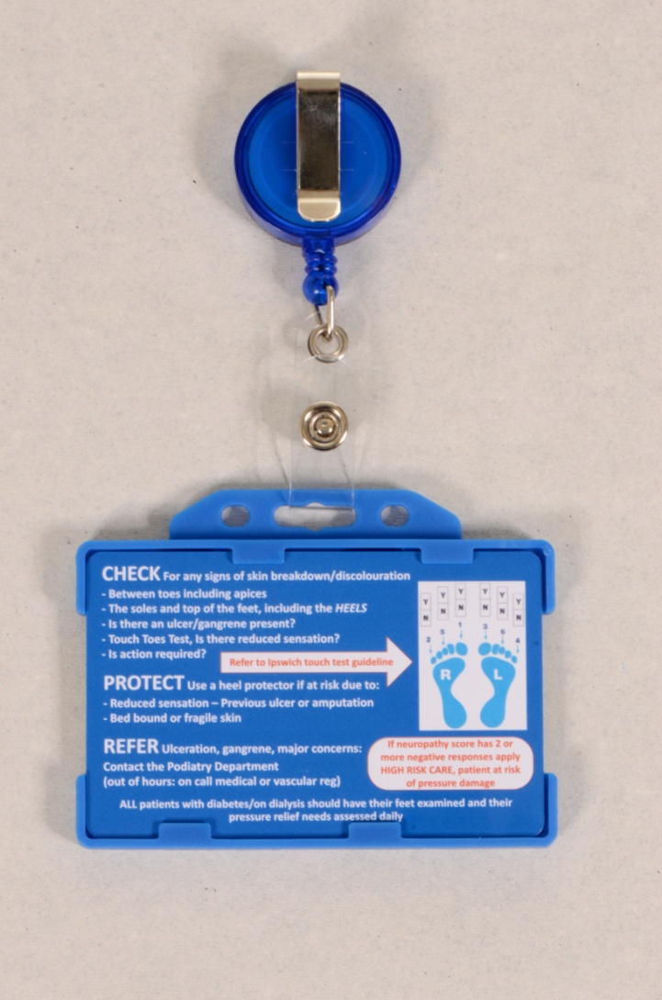 CHECK For any signs of skin breakdown/discolouration
- Between toes including apices
- The soles and top of the feet, including the HEELS
- Is there an ulcer/gangrene present?
- Touch Toes Test, Is there reduced sensation?
- Is action required?
Refer to Ipswich touch test guideline
Y Y Y Y Y Y
N N N N N N
2 5 1 3 6 4
R L
PROTECT Use a heel protector if at risk due to:
- Reduced sensation – Previous ulcer or amputation
- Bed bound or fragile skin
REFER Ulceration, gangrene, major concerns:
Contact the Podiatry Department
(out of hours: on call medical or vascular reg)
If neuropathy score has 2 or
more negative responses apply
HIGH RISK CARE, patient at risk
of pressure damage
ALL patients with diabetes/on dialysis should have their feet examined and their
pressure relief needs assessed daily